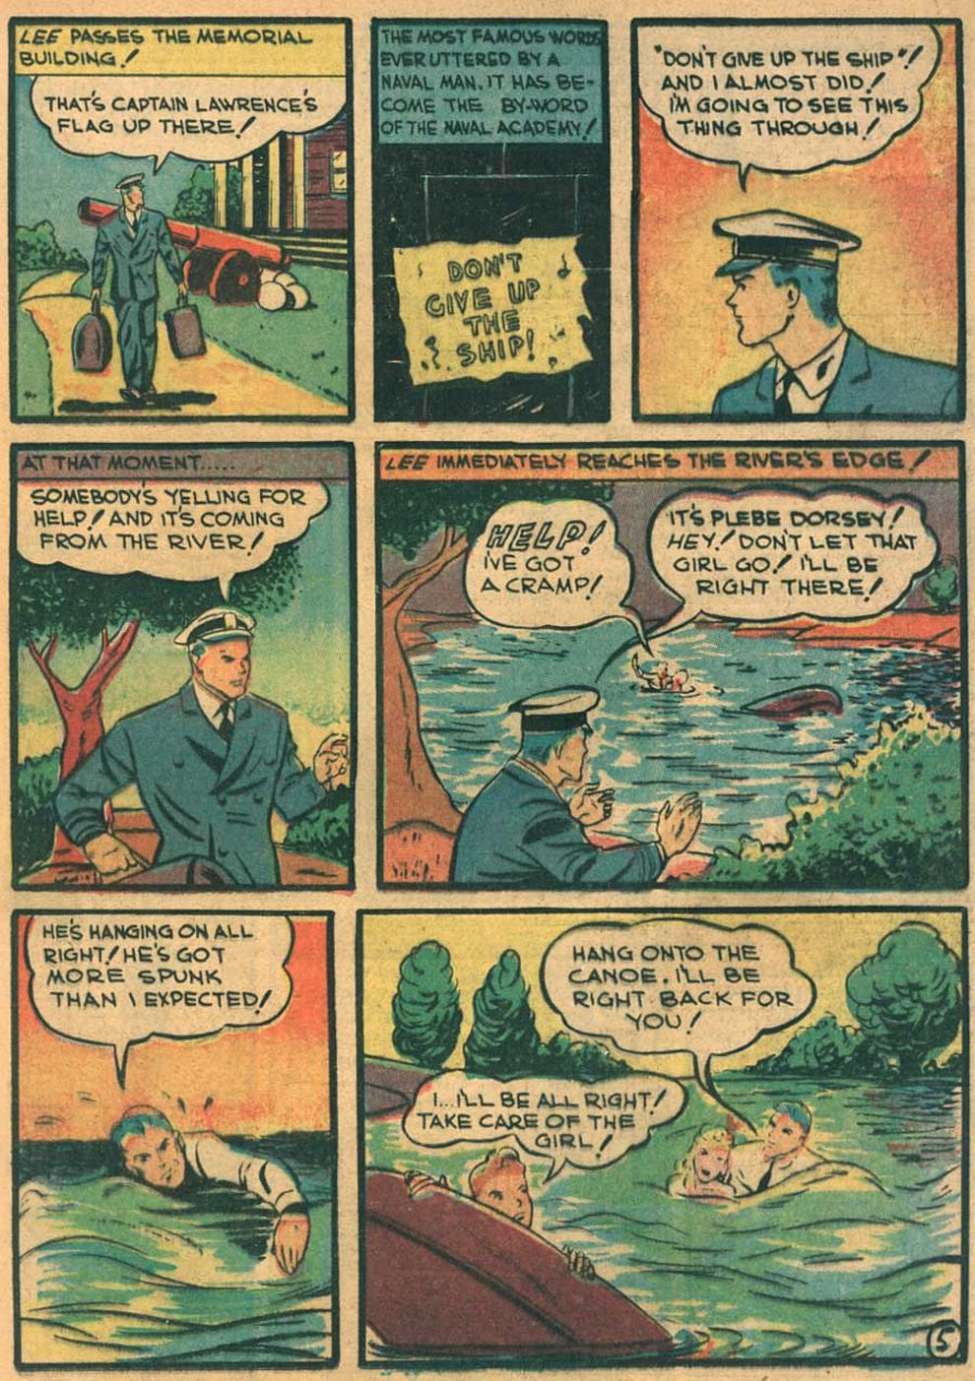 LEE PASSES THE MEMORIAL
BUILDING!
THAT'S CAPTAIN LAWRENCE'S
FLAG UP THERE!
THE MOST FAMOUS WORDS
EVER UTTERED BY A
NAVAL MAN. IT HAS BE-
COME THE BY-WORD
OF THE NAVAL ACADEMY!
DON'T
GIVE UP
THE
SHIP!
"DON'T GIVE UP THE SHIP"!
AND I ALMOST DID!
I'M GOING TO SEE THIS
THING THROUGH!
AT THAT MOMENT.....
SOMEBODY'S YELLING FOR
HELP! AND IT'S COMING
FROM THE RIVER!
LEE IMMEDIATELY REACHES THE RIVER'S EDGE!
HELP!
I'VE GOT
A CRAMP!
IT'S PLEBE DORSEY!
HEY! DON'T LET THAT
GIRL GO! I'LL BE
RIGHT THERE!
HE'S HANGING ON ALL
RIGHT! HE'S GOT
MORE SPUNK
THAN I EXPECTED!
HANG ONTO THE
CANOE. I'LL BE
RIGHT BACK FOR
YOU!
I...I'LL BE ALL RIGHT!
TAKE CARE OF THE
GIRL!
5